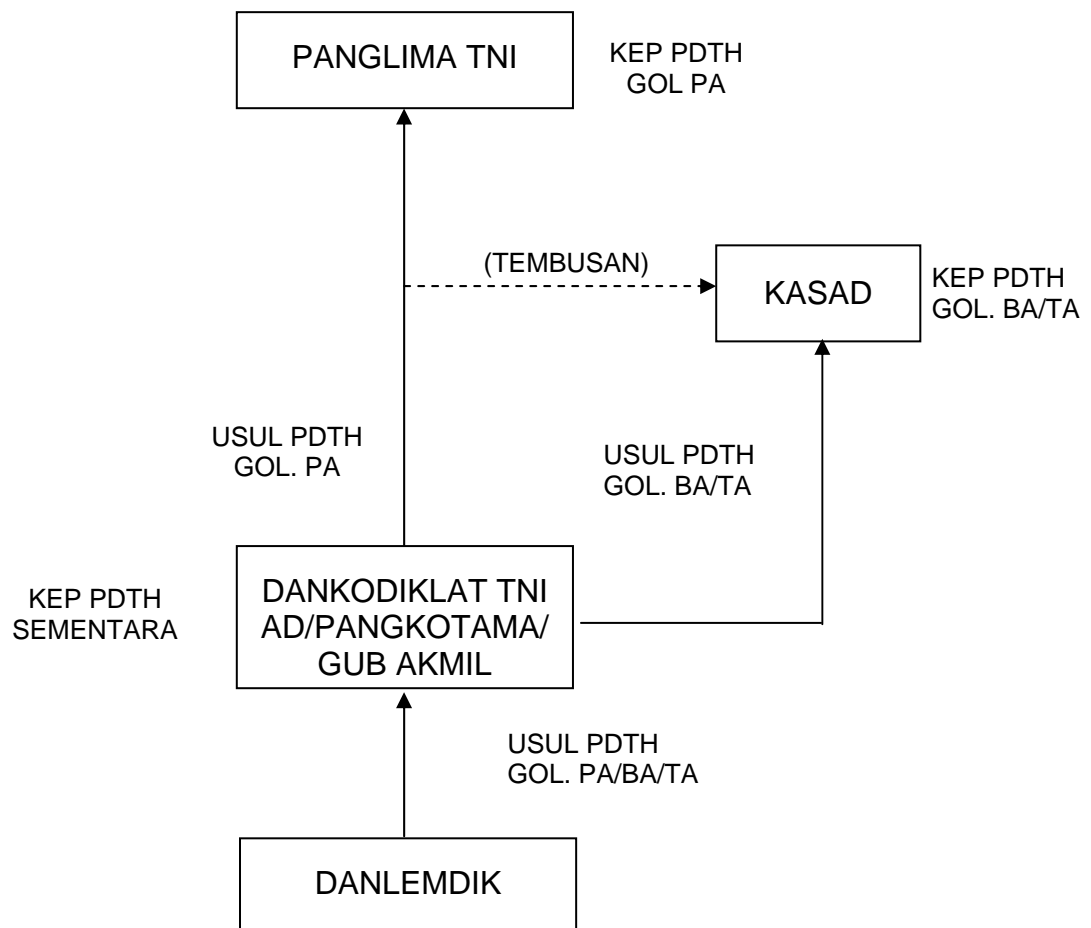 PANGLIMA TNI
KEP PDTH
GOL PA
(TEMBUSAN)
KASAD
KEP PDTH
GOL. BA/TA
USUL PDTH
GOL. PA
USUL PDTH
GOL. BA/TA
KEP PDTH
SEMENTARA
DANKODIKLAT TNI
AD/PANGKOTAMA/
GUB AKMIL
USUL PDTH
GOL. PA/BA/TA
DANLEMDIK